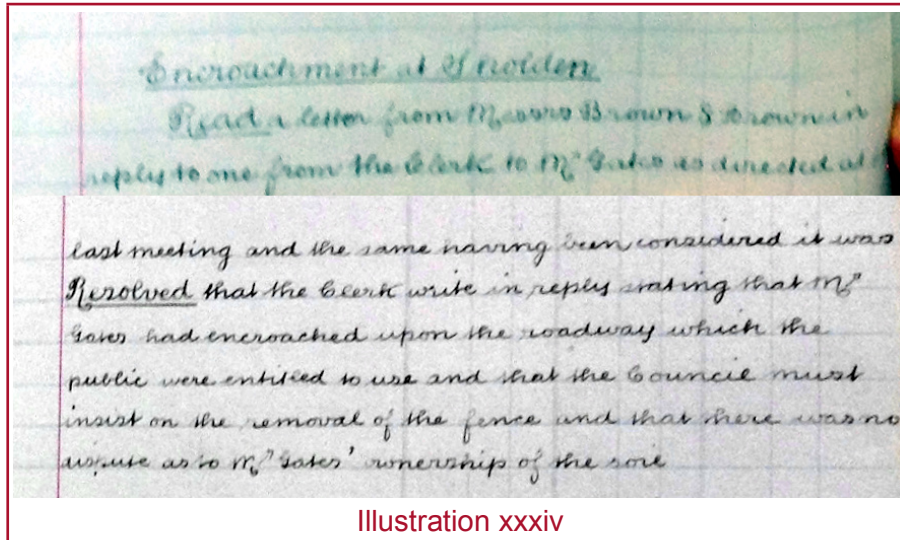 Encroachment at Gnolden
Read a letter from Messrs Brown & Brown in
reply to one from the Clerk to Mr Gates as directed at
last meeting and the same having been considered it was
Resolved that the Clerk write in reply stating that Mr
Gates had encroached upon the roadway which the
public were entitled to use and that the Council must
insist on the removal of the fence and that there was no
dispute as to Mr Gates' ownership of the soil
Illustration xxxiv